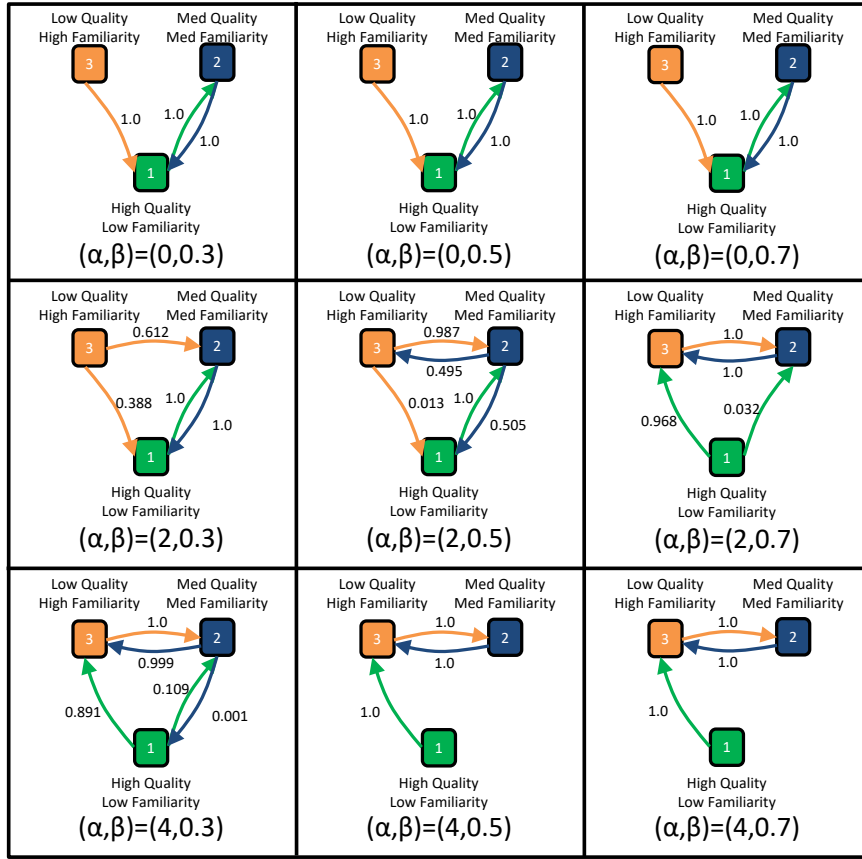 Low Quality
High Familiarity
Med Quality
Med Familiarity
3
2
1.0
1.0
1.0
1
High Quality
Low Familiarity
(α,β)=(0,0.3)
Low Quality
High Familiarity
Med Quality
Med Familiarity
3
2
1.0
1.0
1.0
1
High Quality
Low Familiarity
(α,β)=(0,0.5)
Low Quality
High Familiarity
Med Quality
Med Familiarity
3
2
1.0
1.0
1.0
1
High Quality
Low Familiarity
(α,β)=(0,0.7)
Low Quality
High Familiarity
Med Quality
Med Familiarity
0.612
3
2
0.388
1.0
1.0
1
High Quality
Low Familiarity
(α,β)=(2,0.3)
Low Quality
High Familiarity
Med Quality
Med Familiarity
0.987
3
2
0.495
0.013
1.0
0.505
1
High Quality
Low Familiarity
(α,β)=(2,0.5)
Low Quality
High Familiarity
Med Quality
Med Familiarity
1.0
3
2
1.0
0.968
0.032
1
High Quality
Low Familiarity
(α,β)=(2,0.7)
Low Quality
High Familiarity
Med Quality
Med Familiarity
1.0
3
2
0.999
0.109
0.891
0.001
1
High Quality
Low Familiarity
(α,β)=(4,0.3)
Low Quality
High Familiarity
Med Quality
Med Familiarity
1.0
3
2
1.0
1.0
1
High Quality
Low Familiarity
(α,β)=(4,0.5)
Low Quality
High Familiarity
Med Quality
Med Familiarity
1.0
3
2
1.0
1.0
1
High Quality
Low Familiarity
(α,β)=(4,0.7)